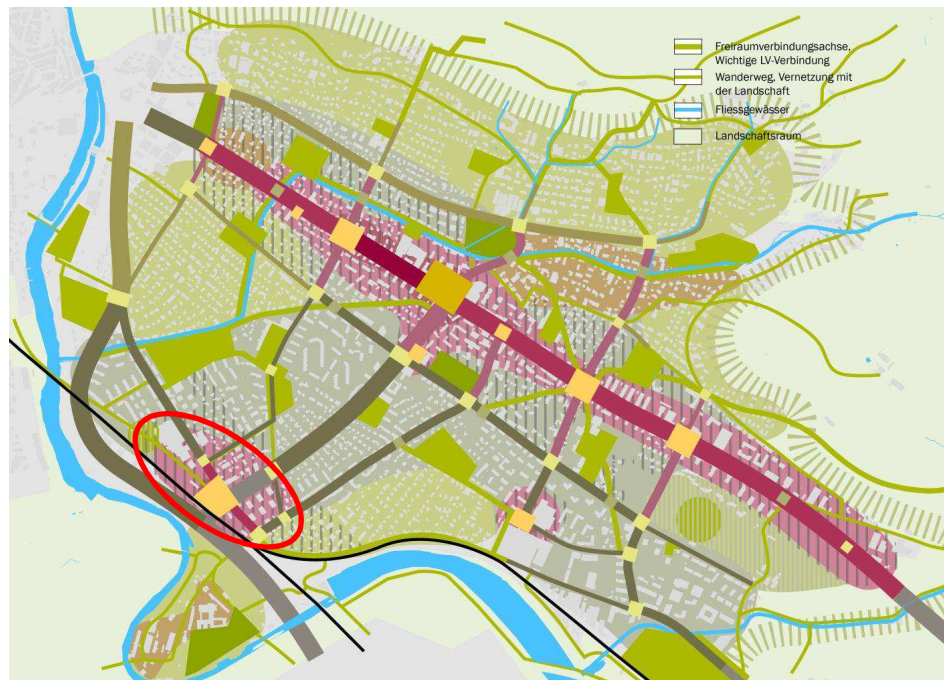 Freiraumverbindungsachse,
Wichtige LV-Verbindung
Wanderweg, Vernetzung mit
der Landschaft
Fliessgewässer
Landschaftsraum